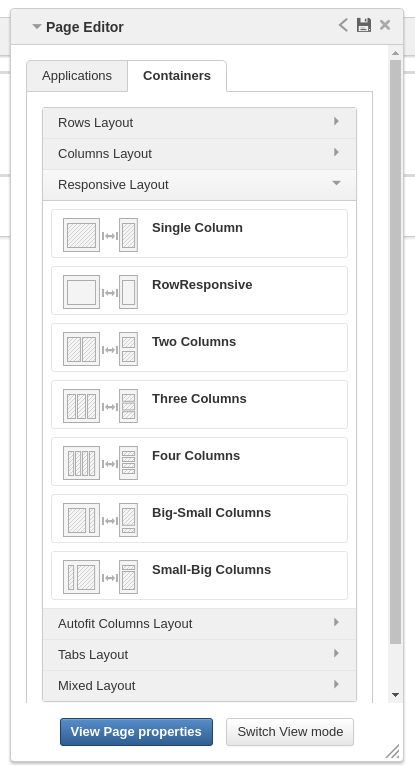 Page Editor
Applications
Containers
Rows Layout
Columns Layout
Responsive Layout
Single Column
RowResponsive
Two Columns
Three Columns
Four Columns
Big-Small Columns
Small-Big Columns
Autofit Columns Layout
Tabs Layout
Mixed Layout
View Page properties
Switch View mode